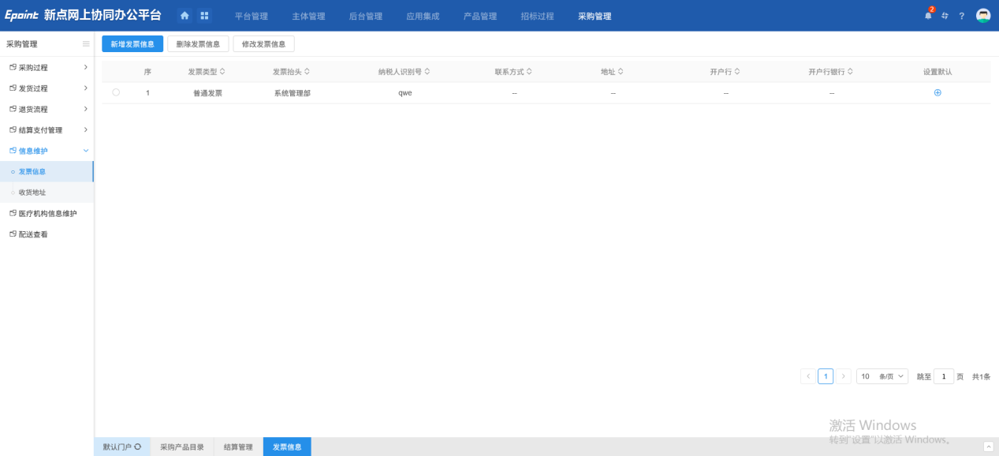 Epoint 新点网上协同办公平台 平台管理 主体管理 后台管理 应用集成 产品管理 招标过程 采购管理 2 ?
采购管理
采购过程
发货过程
退货流程
结算支付管理
信息维护
发票信息
收货地址
医疗机构信息维护
配送查看
新增发票信息 删除发票信息 修改发票信息
序 发票类型 发票抬头 纳税人识别号 联系方式 地址 开户行 开户行银行 设置默认
1 普通发票 系统管理部 qwe -- -- -- --
1 10 条/页 跳至 1 页 共1条
激活 Windows
转到"设置"以激活 Windows。
默认门户 采购产品目录 结算管理 发票信息